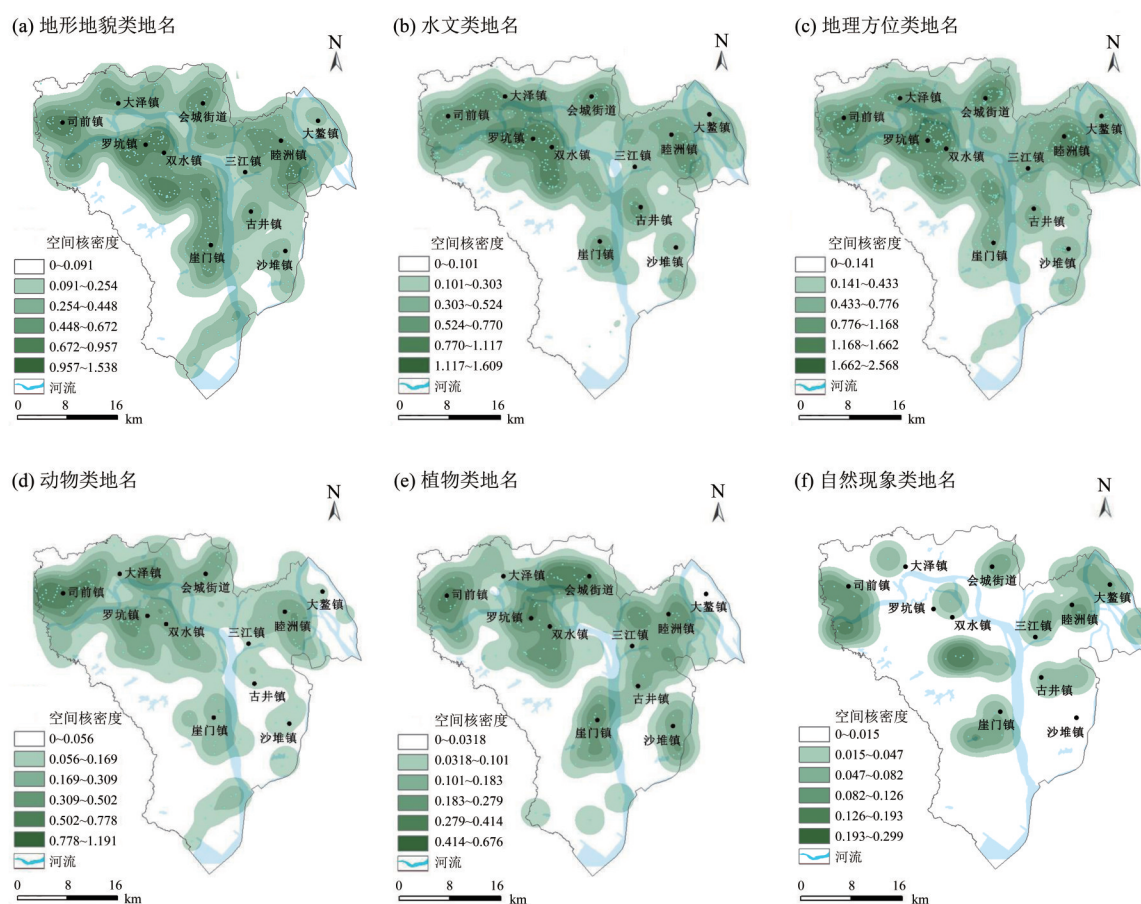 (a) 地形地貌类地名
N
大泽镇
会城街道
司前镇
大鳌镇
罗坑镇
双水镇
睦洲镇
三江镇
古井镇
崖门镇
沙堆镇
空间核密度
0~0.091
0.091~0.254
0.254~0.448
0.448~0.672
0.672~0.957
0.957~1.538
河流
0 8 16
km
(b) 水文类地名
N
大泽镇
会城街道
司前镇
大鳌镇
罗坑镇
双水镇
睦洲镇
三江镇
古井镇
崖门镇
沙堆镇
空间核密度
0~0.101
0.101~0.303
0.303~0.524
0.524~0.770
0.770~1.117
1.117~1.609
河流
0 8 16
km
(c) 地理方位类地名
N
大泽镇
会城街道
司前镇
大鳌镇
罗坑镇
双水镇
睦洲镇
三江镇
古井镇
崖门镇
沙堆镇
空间核密度
0~0.141
0.141~0.433
0.433~0.776
0.776~1.168
1.168~1.662
1.662~2.568
河流
0 8 16
km
(d) 动物类地名
N
大泽镇
会城街道
司前镇
大鳌镇
罗坑镇
双水镇
睦洲镇
三江镇
古井镇
崖门镇
沙堆镇
空间核密度
0~0.056
0.056~0.169
0.169~0.309
0.309~0.502
0.502~0.778
0.778~1.191
河流
0 8 16
km
(e) 植物类地名
N
大泽镇
会城街道
司前镇
大鳌镇
罗坑镇
双水镇
睦洲镇
三江镇
古井镇
崖门镇
沙堆镇
空间核密度
0~0.0318
0.0318~0.101
0.101~0.183
0.183~0.279
0.279~0.414
0.414~0.676
河流
0 8 16
km
(f) 自然现象类地名
N
大泽镇
会城街道
司前镇
大鳌镇
罗坑镇
双水镇
睦洲镇
三江镇
古井镇
崖门镇
沙堆镇
空间核密度
0~0.015
0.015~0.047
0.047~0.082
0.082~0.126
0.126~0.193
0.193~0.299
河流
0 8 16
km